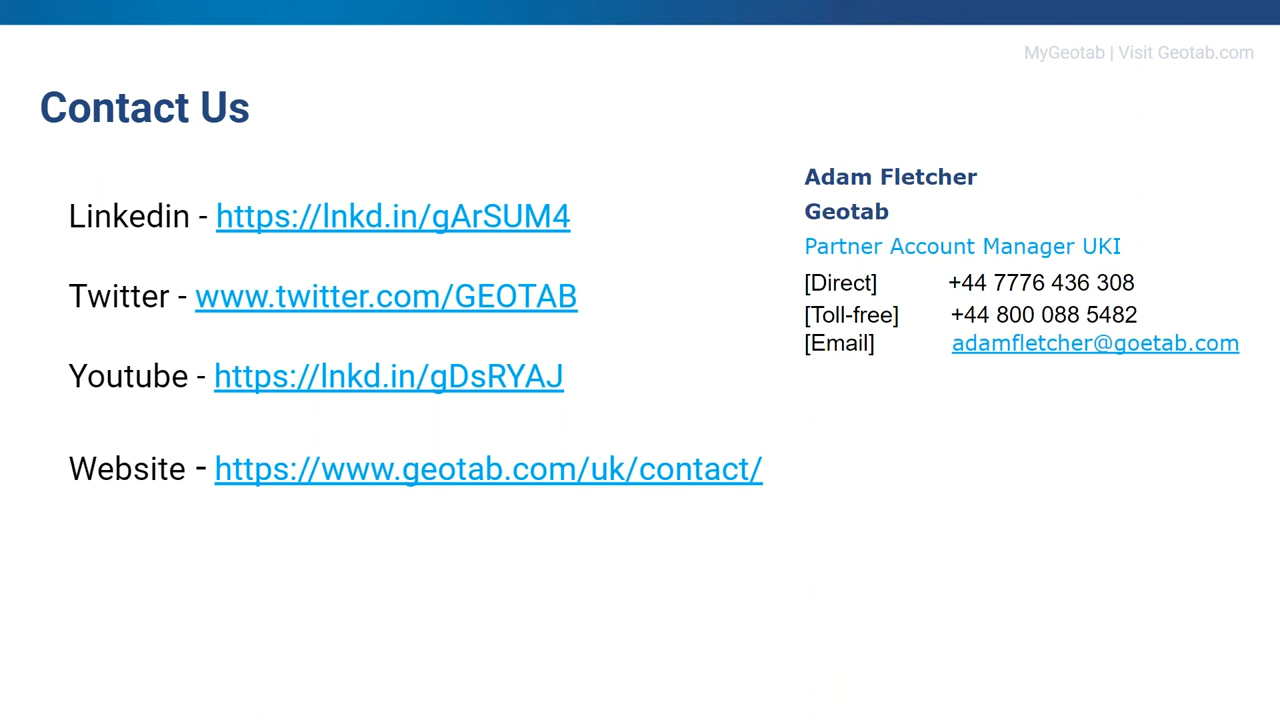 MyGeotab | Visit Geotab.com
Contact Us
Linkedin - https://lnkd.in/gArSUM4
Twitter - www.twitter.com/GEOTAB
Youtube - https://lnkd.in/gDsRYAJ
Website - https://www.geotab.com/uk/contact/
Adam Fletcher
Geotab
Partner Account Manager UKI
[Direct] +44 7776 436 308
[Toll-free] +44 800 088 5482
[Email] adamfletcher@goetab.com